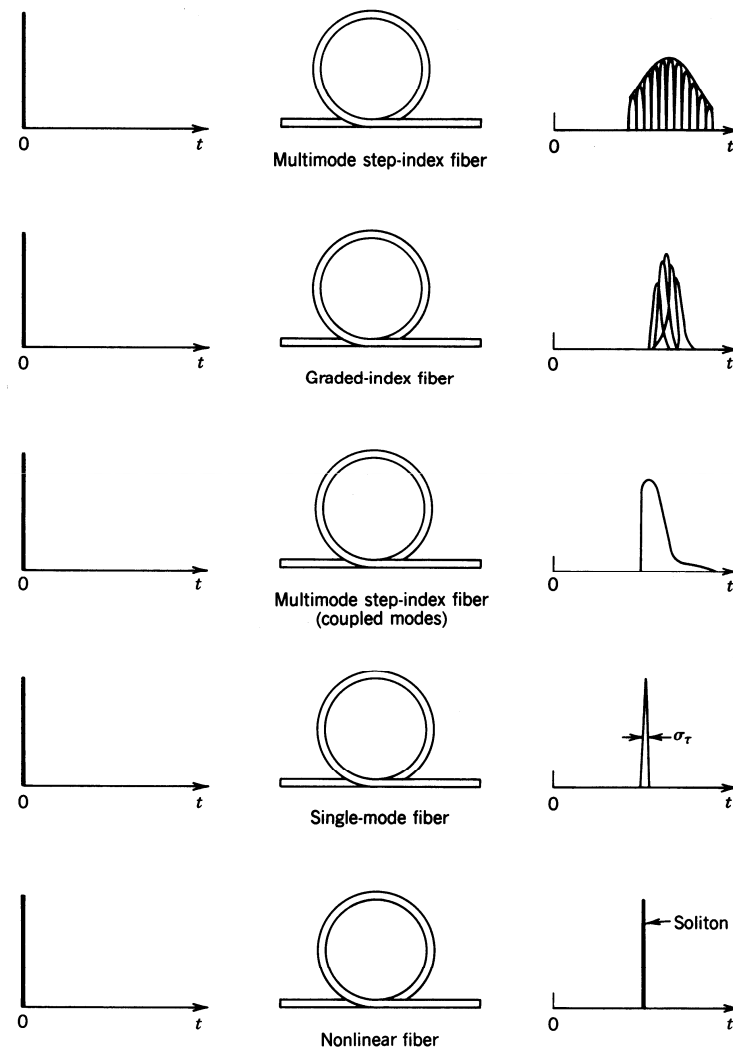 0 t 0 t
Multimode step-index fiber
0 t 0 t
Graded-index fiber
0 t 0 t
Multimode step-index fiber
(coupled modes)
στ
0 t 0 t
Single-mode fiber
Soliton
0 t 0 t
Nonlinear fiber